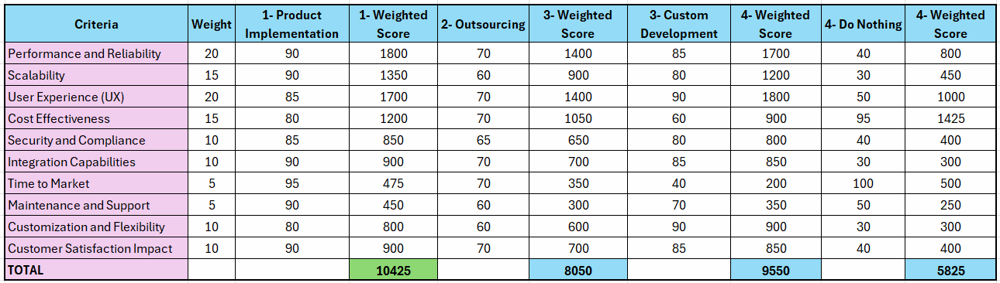 Criteria Weight 1- Product Implementation 1- Weighted Score 2- Outsourcing 3- Weighted Score 3- Custom Development 4- Weighted Score 4- Do Nothing 4- Weighted Score
Performance and Reliability 20 90 1800 70 1400 85 1700 40 800
Scalability 15 90 1350 60 900 80 1200 30 450
User Experience (UX) 20 85 1700 70 1400 90 1800 50 1000
Cost Effectiveness 15 80 1200 70 1050 60 900 95 1425
Security and Compliance 10 85 850 65 650 80 800 40 400
Integration Capabilities 10 90 900 70 700 85 850 30 300
Time to Market 5 95 475 70 350 40 200 100 500
Maintenance and Support 5 90 450 60 300 70 350 50 250
Customization and Flexibility 10 80 800 60 600 90 900 30 300
Customer Satisfaction Impact 10 90 900 70 700 85 850 40 400
TOTAL 10425 8050 9550 5825